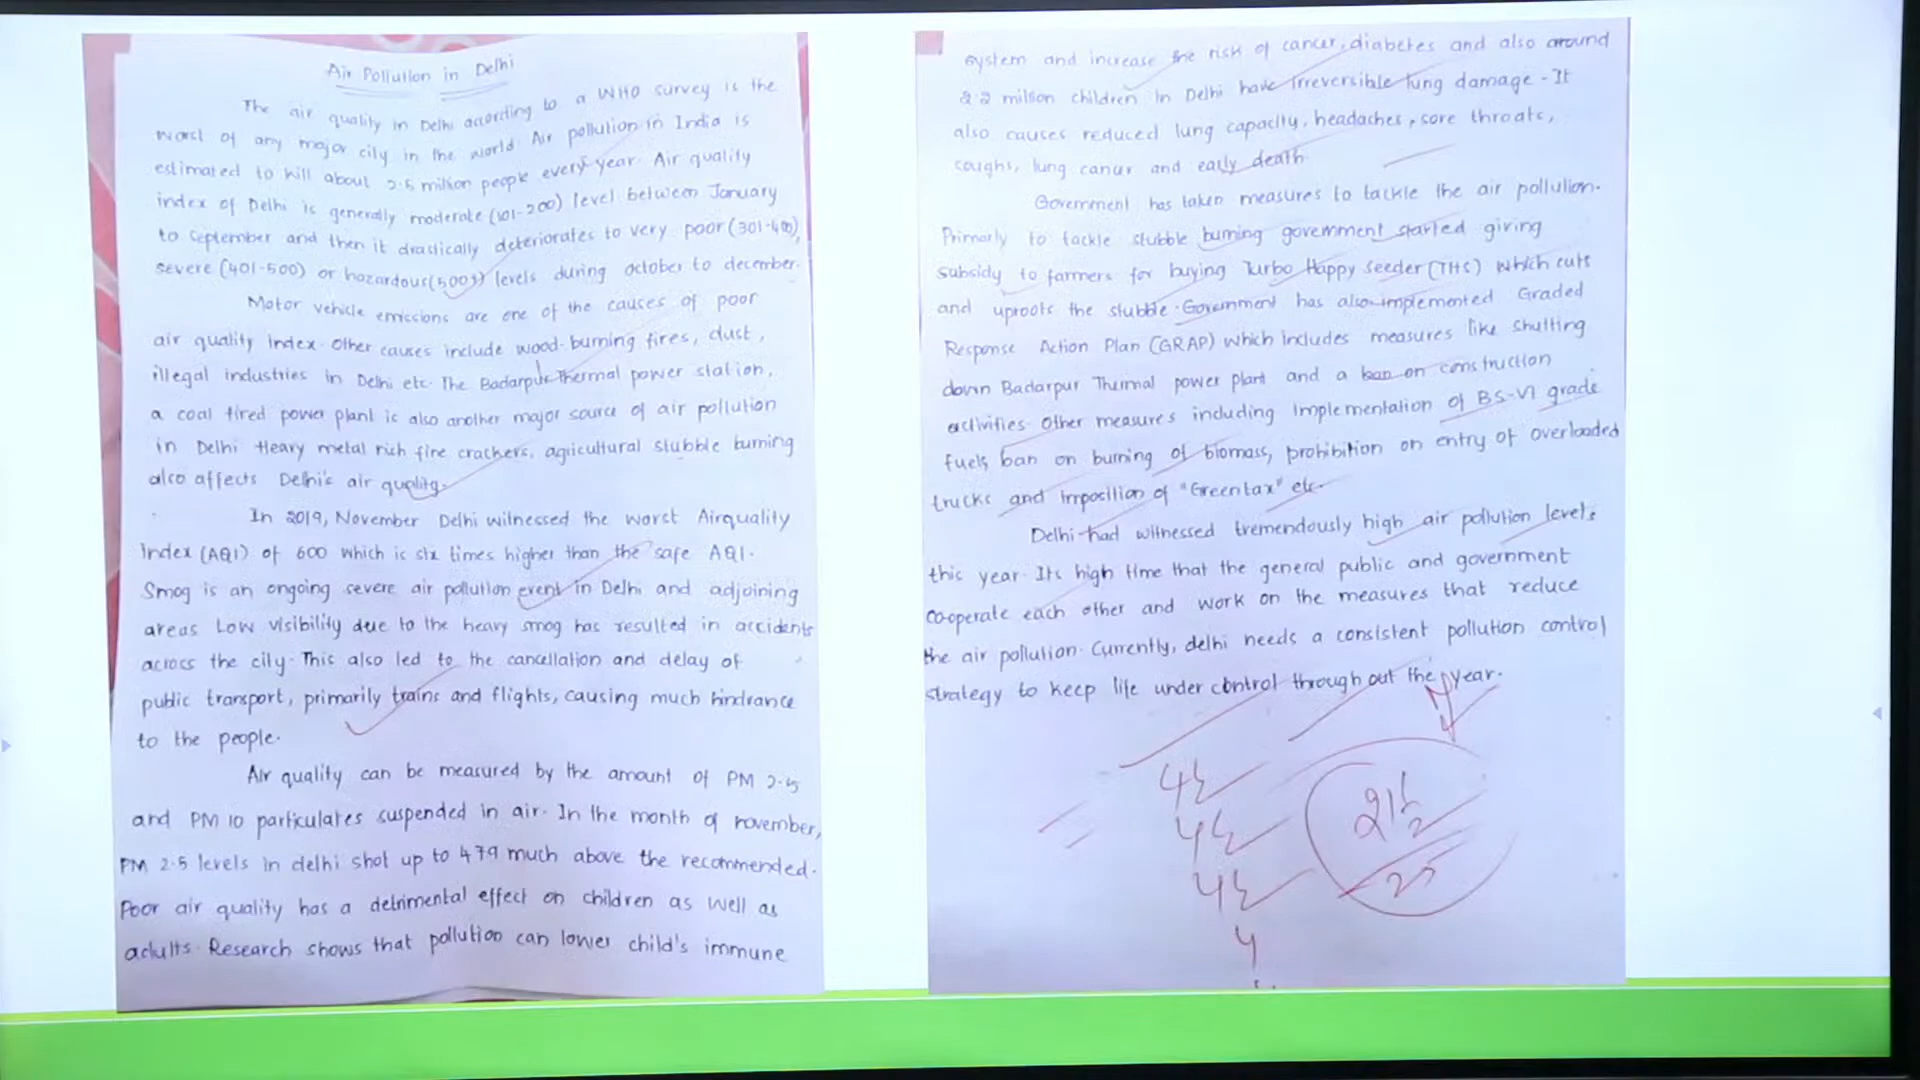 Air Pollution in Delhi
The air quality in Delhi acording to a WHO survey is the
worst of any major city in the world. Air pollution in India is
estimated to kill about 2.5 million people every year. Air quality
index of Delhi is generally moderate (101-200) level between January
to september and then it drastically deteriorates to very poor (301-400),
severe (401-500) or hazardous (500+) levels during october to december.
Motor vehicle emissions are one of the causes of poor
air quality index. Other causes include wood-burning fires, dust,
illegal industries in Delhi etc. The Badarpur Thermal power station,
a coal fired power plant is also another major source of air pollution
in Delhi Heavy metal rich fire crackers, agricultural stubble burning
also affects Delhi's air quality.
In 2019, November Delhi witnessed the worst Airquality
Index (AQI) of 600 which is six times higher than the safe AQI.
Smog is an ongoing severe air pollution event in Delhi and adjoining
areas Low visibility due to the heavy smog has resulted in accidents
across the city. This also led to the cancellation and delay of
public transport, primarily trains and flights, causing much hindrance
to the people.
Air quality can be measured by the amount of PM 2.5
and PM 10 particulates suspended in air. In the month of november,
PM 2.5 levels in delhi shot up to 479 much above the recommended.
Poor air quality has a detrimental effect on children as well as
adults. Research shows that pollution can lower child's immune
system and increase the risk of cancer, diabetes and also around
2.2 million children in Delhi have irreversible lung damage. It
also causes reduced lung capacity, headaches, sore throats,
coughs, lung cancer and early death.
Government has taken measures to tackle the air pollution.
Primarly to tackle stubble burning government started giving
subsidy to farmers for buying Turbo Happy Seeder (THS) which cuts
and uproots the stubble. Government has also implemented Graded
Response Action Plan (GRAP) which includes measures like shutting
down Badarpur Thermal power plant and a ban on construction
activities. Other measures including implementation of BS-VI grade
fuels, ban on burning of biomass, prohibition on entry of overloaded
trucks and imposition of "Greentax" etc.
Delhi had witnessed tremendously high air pollution levels
this year. Its high time that the general public and government
cooperate each other and work on the measures that reduce
the air pollution. Currently, delhi needs a consistent pollution control
strategy to keep life under control through out the year.
4½
4½
4½
4
21½
25